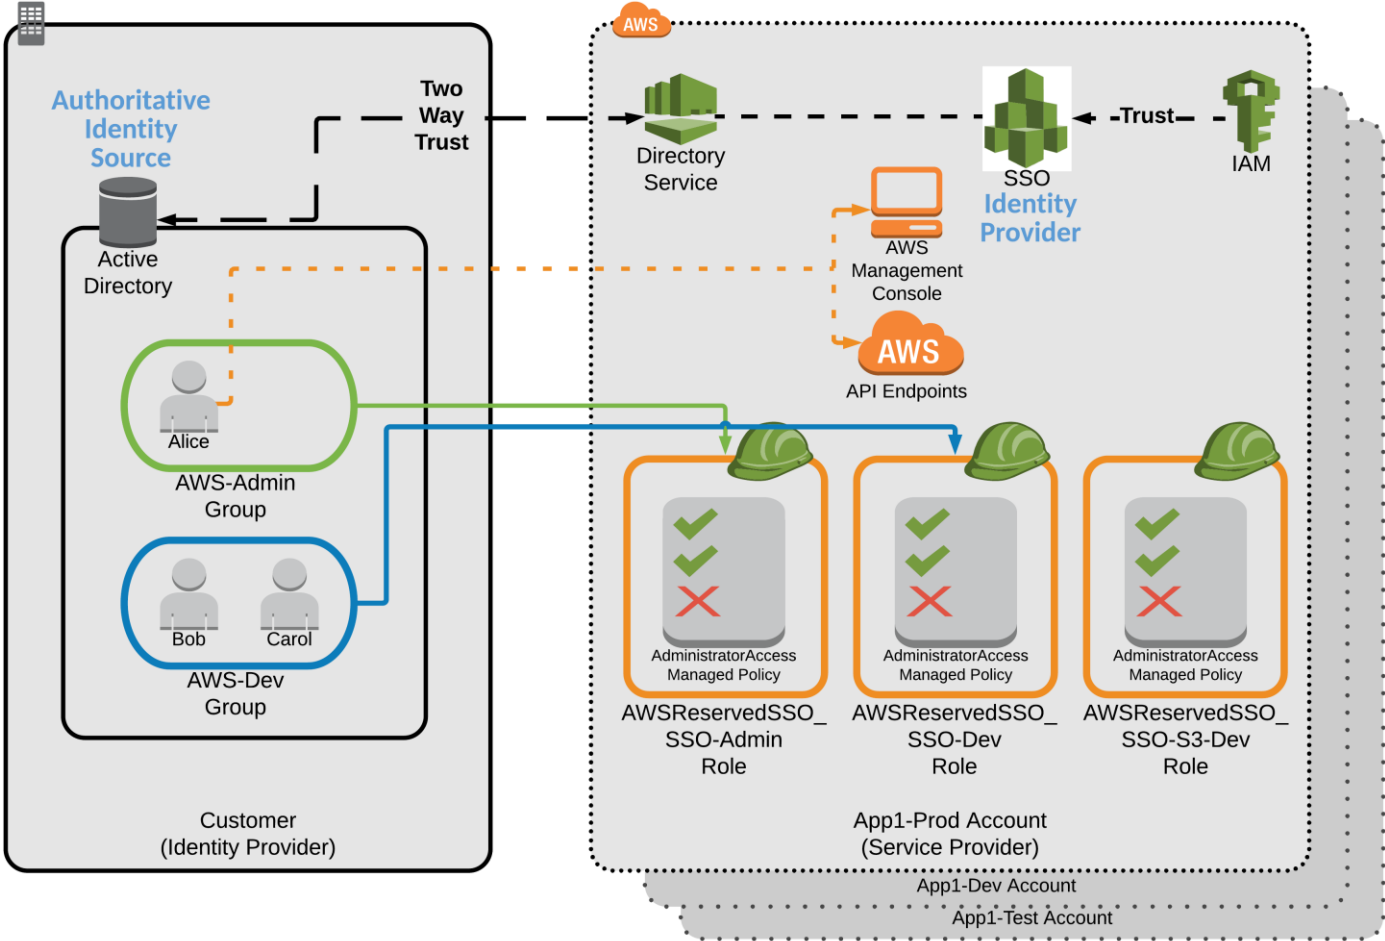 AWS
Authoritative
Identity
Source
Two
Way
Trust
Trust
Directory
Service
SSO
Identity
Provider
IAM
Active
Directory
AWS
Management
Console
AWS
API Endpoints
Alice
AWS-Admin
Group
Bob
Carol
AWS-Dev
Group
AdministratorAccess
Managed Policy
AWSReservedSSO_
SSO-Admin
Role
AdministratorAccess
Managed Policy
AWSReservedSSO_
SSO-Dev
Role
AdministratorAccess
Managed Policy
AWSReservedSSO_
SSO-S3-Dev
Role
Customer
(Identity Provider)
App1-Prod Account
(Service Provider)
App1-Dev Account
App1-Test Account